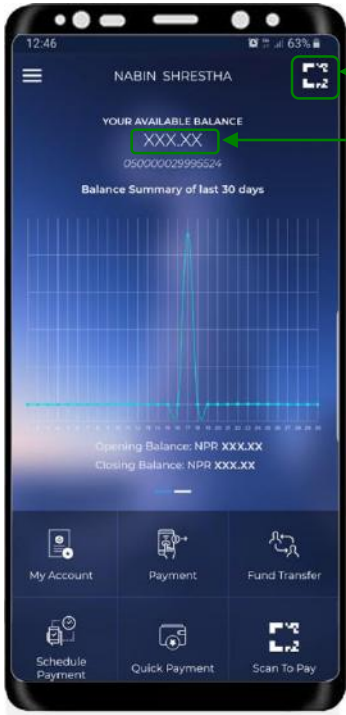 12:46
63%
NABIN SHRESTHA
YOUR AVAILABLE BALANCE
XXX.XX
050000029995524
Balance Summary of last 30 days
Opening Balance: NPR XXX.XX
Closing Balance: NPR XXX.XX
My Account
Payment
Fund Transfer
Schedule
Payment
Quick Payment
Scan To Pay